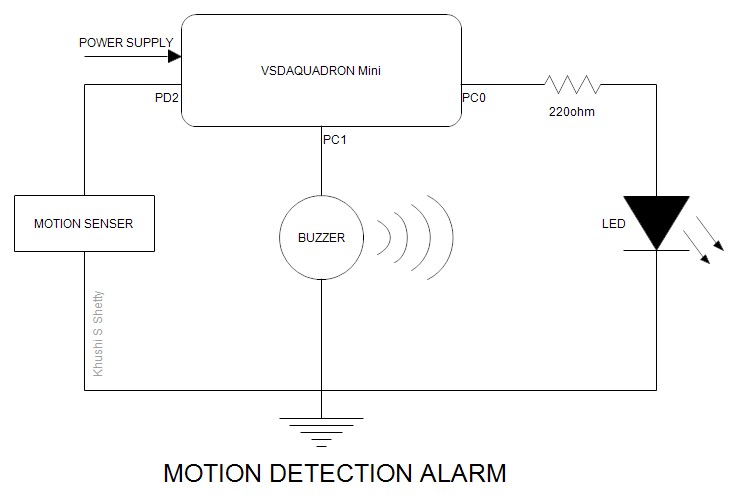 POWER SUPPLY
VSDAQUADRON Mini
PD2
PC0
220ohm
PC1
MOTION SENSER
BUZZER
LED
Khushi S Shetty
MOTION DETECTION ALARM